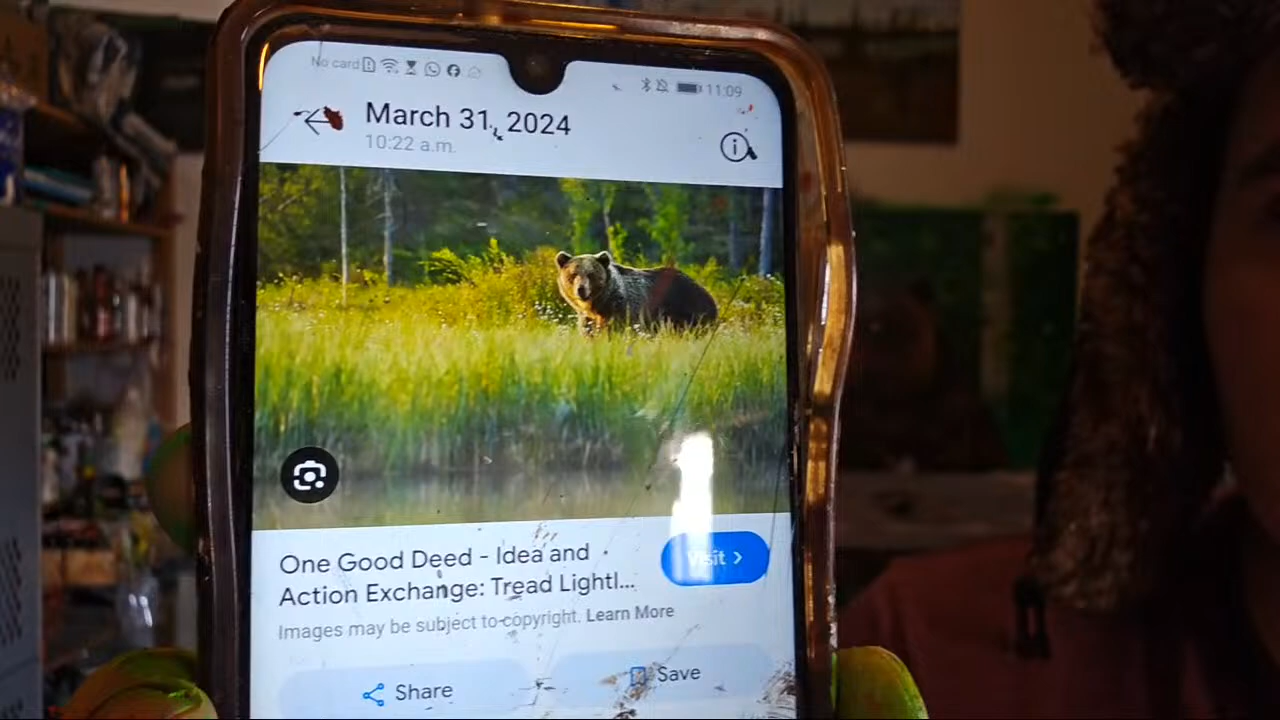 No card 11:09
March 31, 2024
10:22 a.m.
One Good Deed - Idea and
Action Exchange: Tread Lightl...
Visit >
Images may be subject to copyright. Learn More
Share
Save